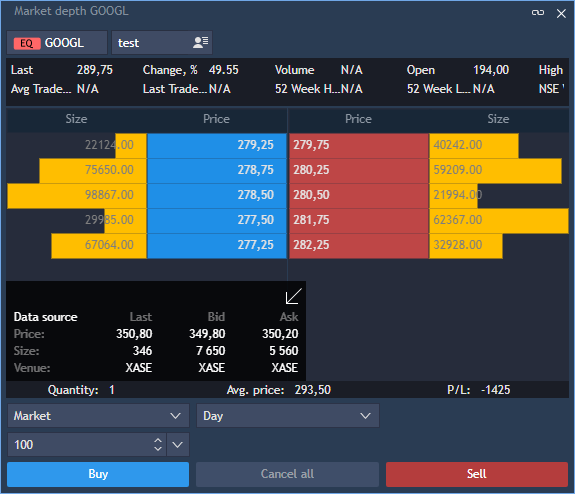 Market depth GOOGL
EQ GOOGL test
Last 289,75 Change, % 49.55 Volume N/A Open 194,00 High
Avg Trade... N/A Last Trade... N/A 52 Week H... N/A 52 Week L... N/A NSE
Size Price Price Size
22124.00 279,25 279,75 40242.00
75650.00 278,75 280,25 59209.00
98867.00 278,50 280,50 21994.00
29985.00 277,50 281,75 62367.00
67064.00 277,25 282,25 32928.00
Data source Last Bid Ask
Price: 350,80 349,80 350,20
Size: 346 7 650 5 560
Venue: XASE XASE XASE
Quantity: 1 Avg. price: 293,50 P/L: -1425
Market Day
100
Buy Cancel all Sell